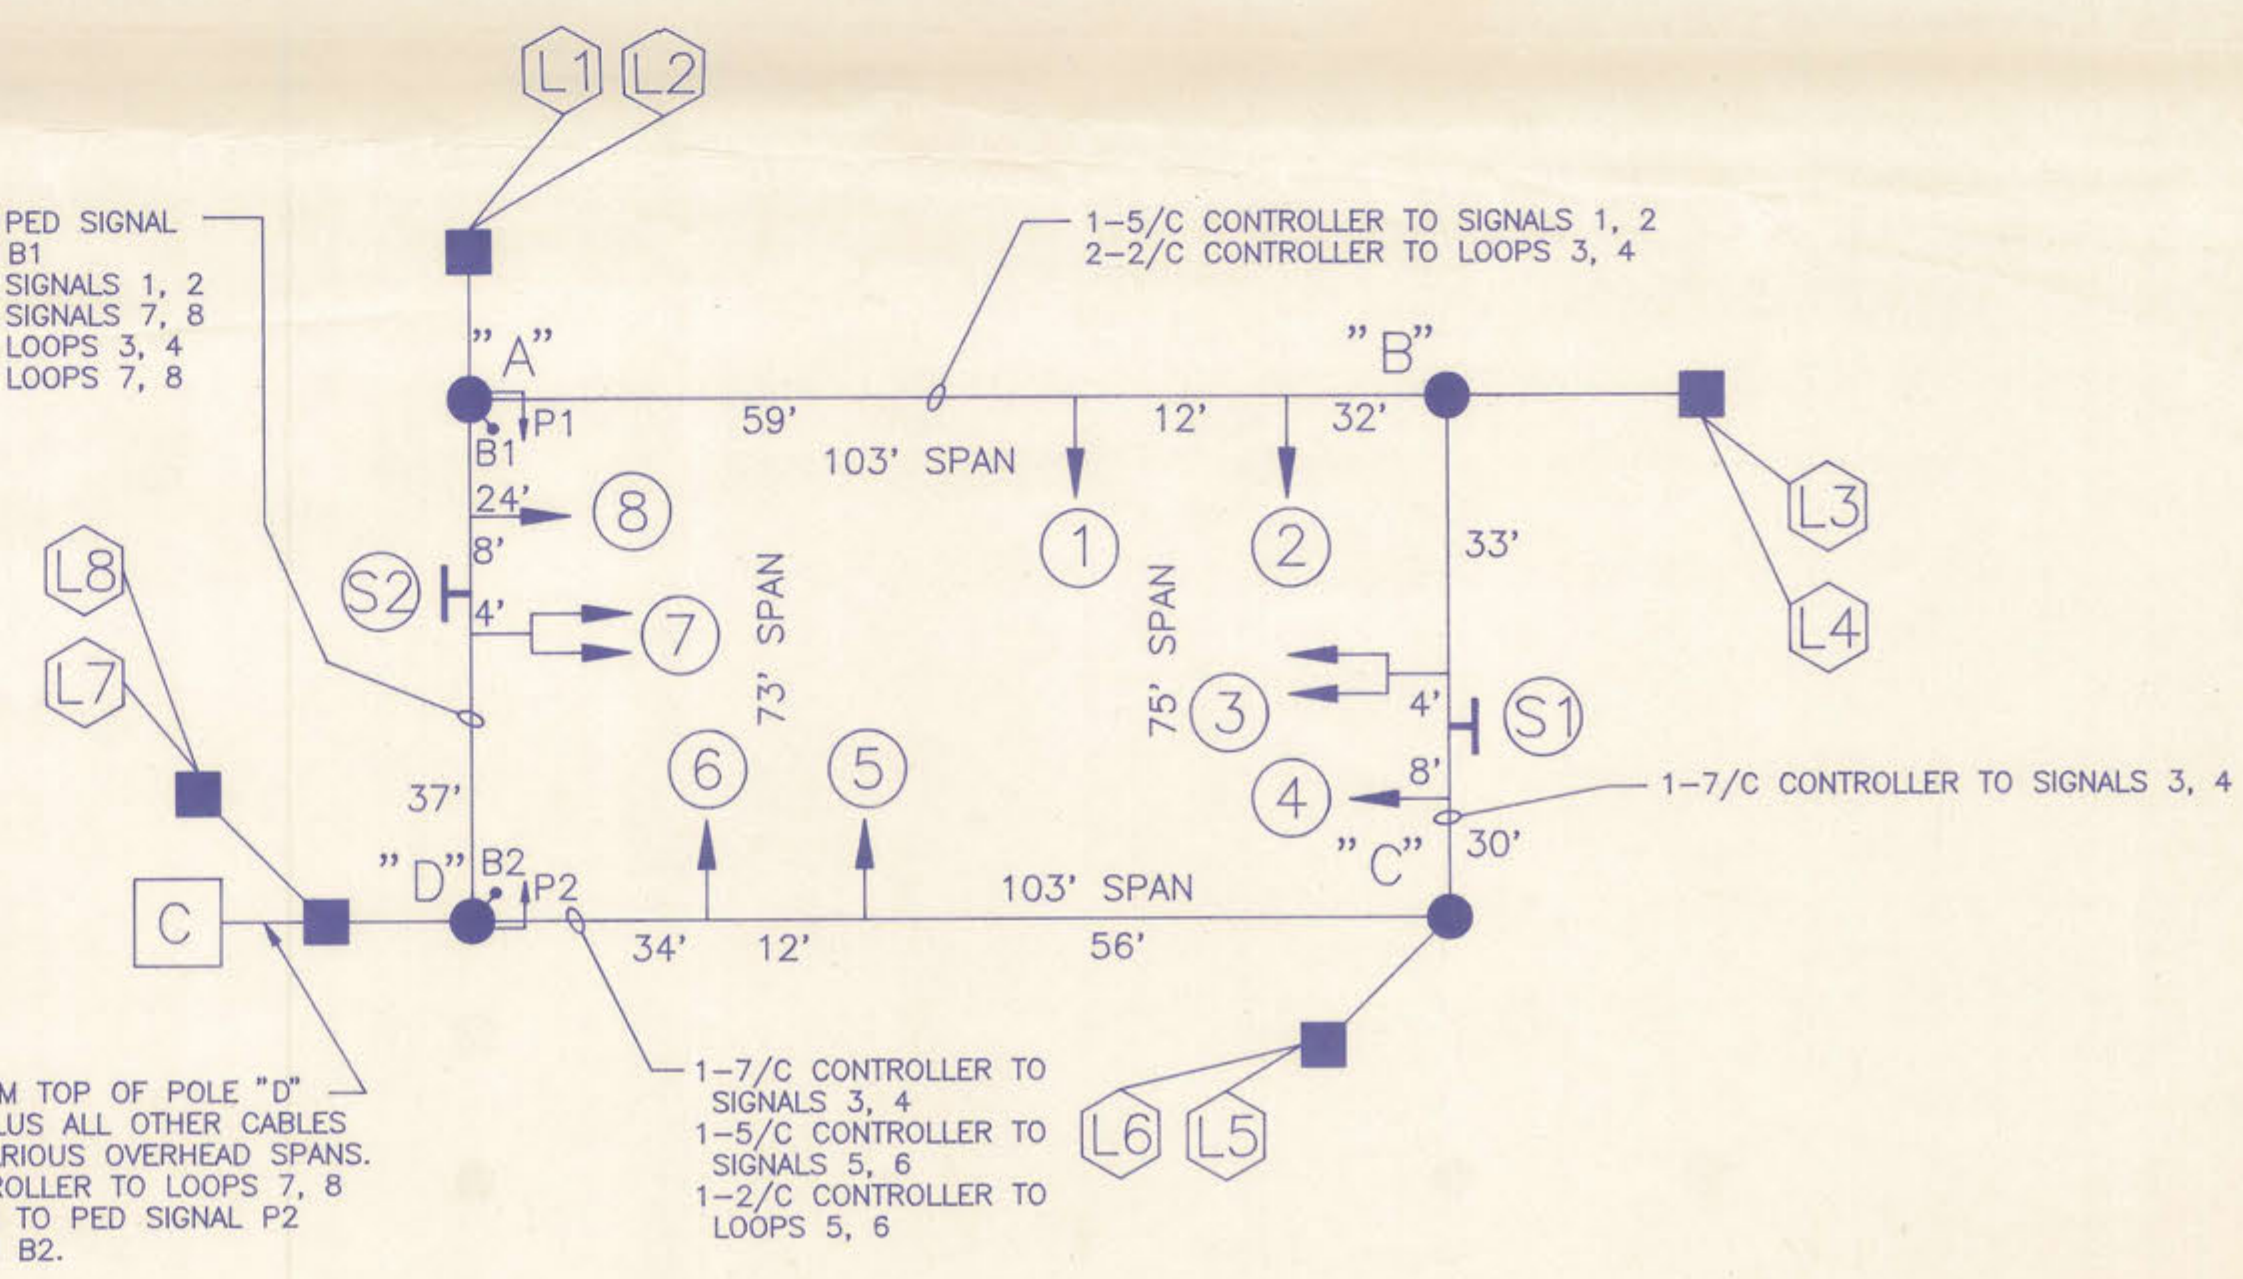 L1 L2
PED SIGNAL
B1
SIGNALS 1, 2
SIGNALS 7, 8
LOOPS 3, 4
LOOPS 7, 8
1-5/C CONTROLLER TO SIGNALS 1, 2
2-2/C CONTROLLER TO LOOPS 3, 4
"A"
"B"
P1
B1
59'
12'
32'
103' SPAN
24'
8
8'
S2
4'
7
73' SPAN
1
2
33'
L3
L4
75' SPAN
3
4'
S1
8'
4
1-7/C CONTROLLER TO SIGNALS 3, 4
30'
"C"
L8
L7
37'
6
5
"D"
B2
P2
C
103' SPAN
34'
12'
56'
M TOP OF POLE "D"
LUS ALL OTHER CABLES
RIOUS OVERHEAD SPANS.
ROLLER TO LOOPS 7, 8
TO PED SIGNAL P2
B2.
1-7/C CONTROLLER TO
SIGNALS 3, 4
1-5/C CONTROLLER TO
SIGNALS 5, 6
1-2/C CONTROLLER TO
LOOPS 5, 6
L6 L5